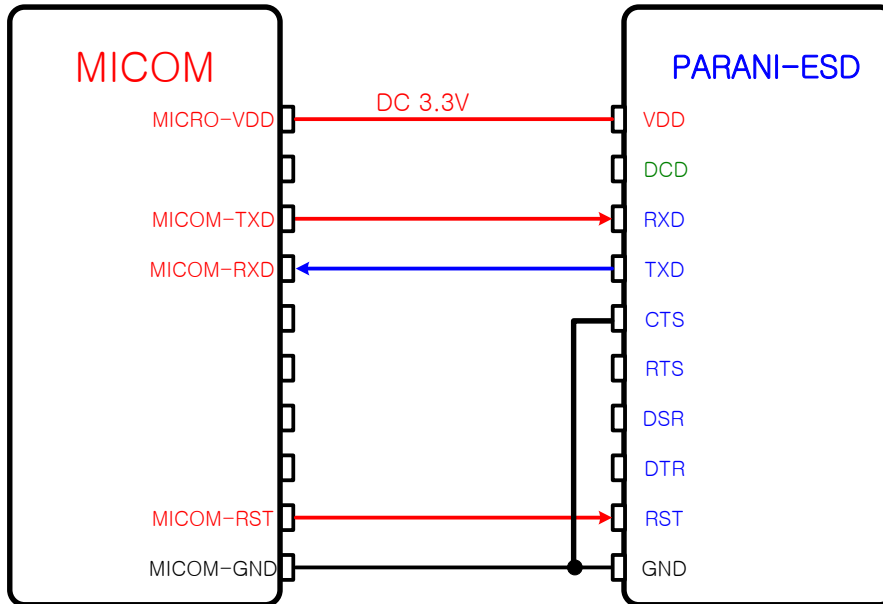 MICOM
PARANI-ESD
DC 3.3V
MICRO-VDD
VDD
DCD
MICOM-TXD
RXD
MICOM-RXD
TXD
CTS
RTS
DSR
DTR
MICOM-RST
RST
MICOM-GND
GND